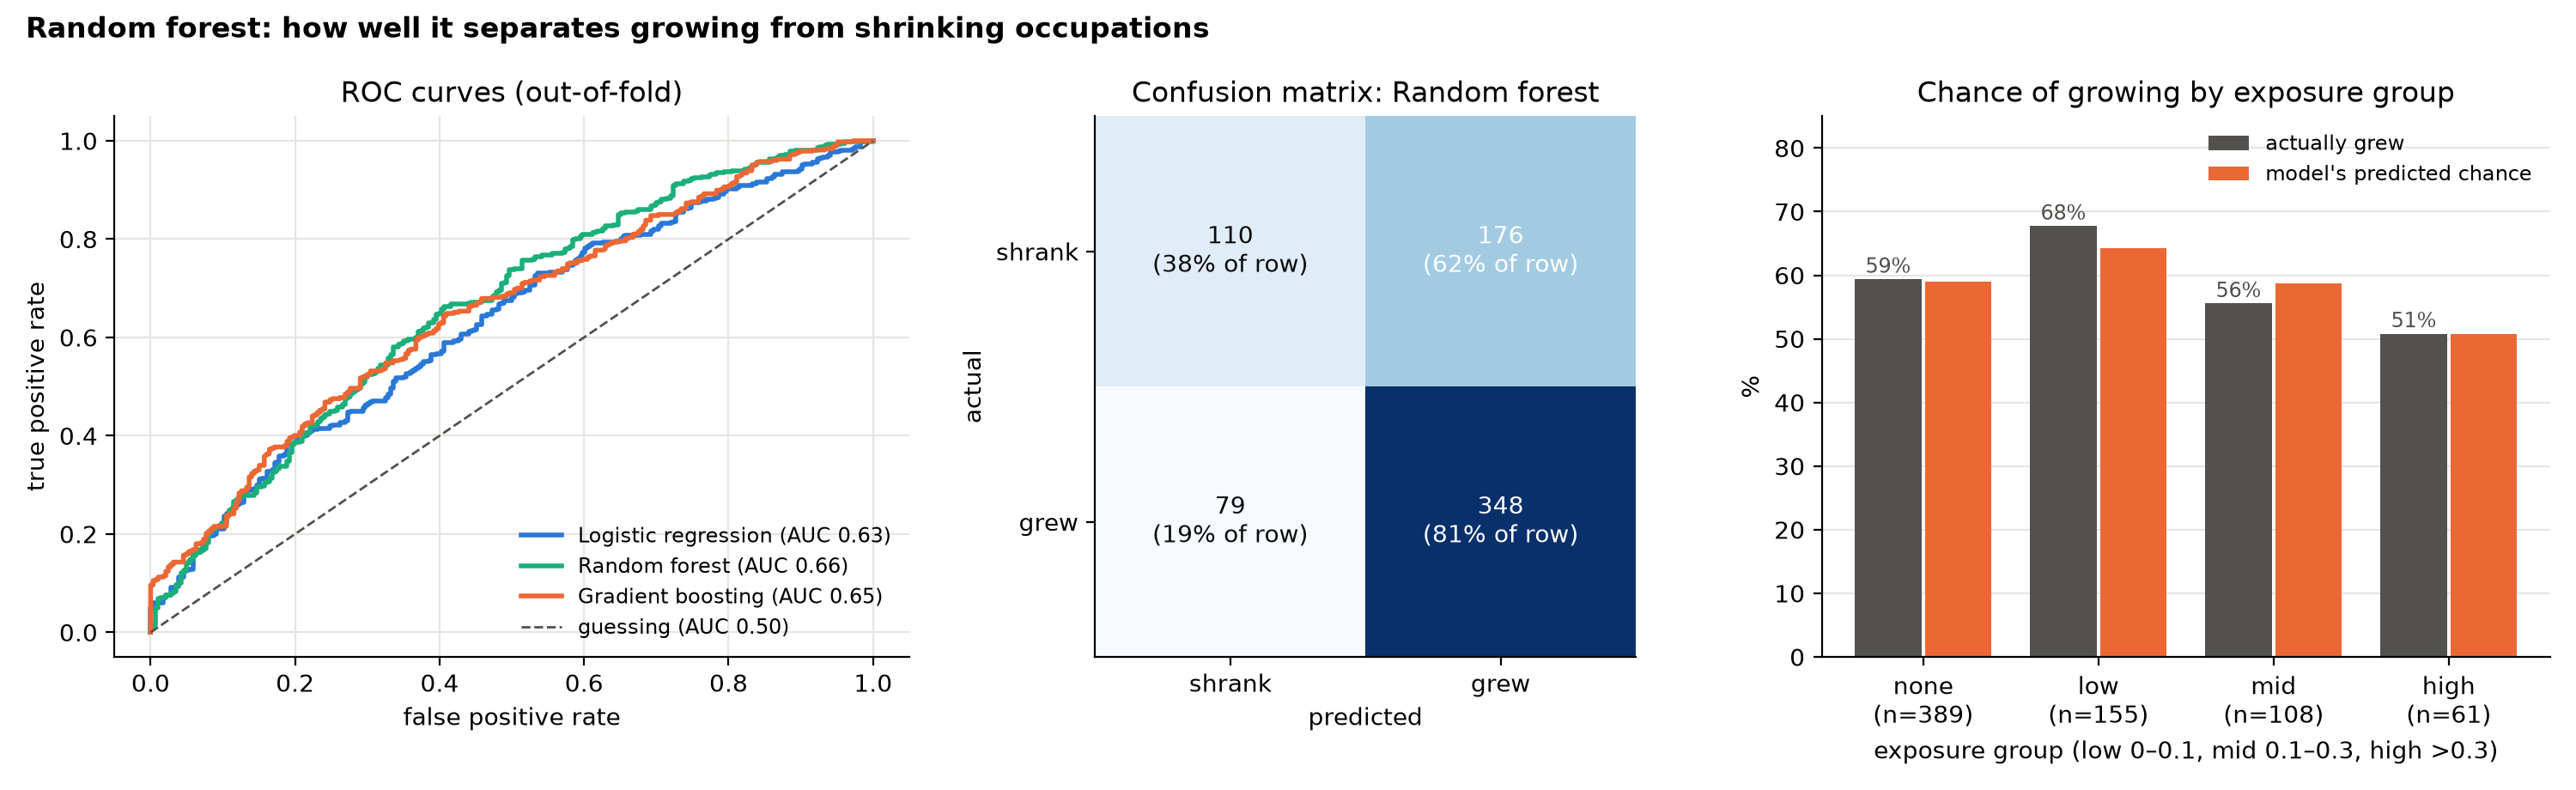 Random forest: how well it separates growing from shrinking occupations
ROC curves (out-of-fold)
true positive rate
1.0
0.8
0.6
0.4
0.2
0.0
0.0 0.2 0.4 0.6 0.8 1.0
false positive rate
Logistic regression (AUC 0.63)
Random forest (AUC 0.66)
Gradient boosting (AUC 0.65)
guessing (AUC 0.50)
Confusion matrix: Random forest
actual
shrank
grew
110
(38% of row)
176
(62% of row)
79
(19% of row)
348
(81% of row)
shrank grew
predicted
Chance of growing by exposure group
actually grew
model's predicted chance
%
80
70
60
50
40
30
20
10
0
59%
68%
56%
51%
none low mid high
(n=389) (n=155) (n=108) (n=61)
exposure group (low 0–0.1, mid 0.1–0.3, high >0.3)